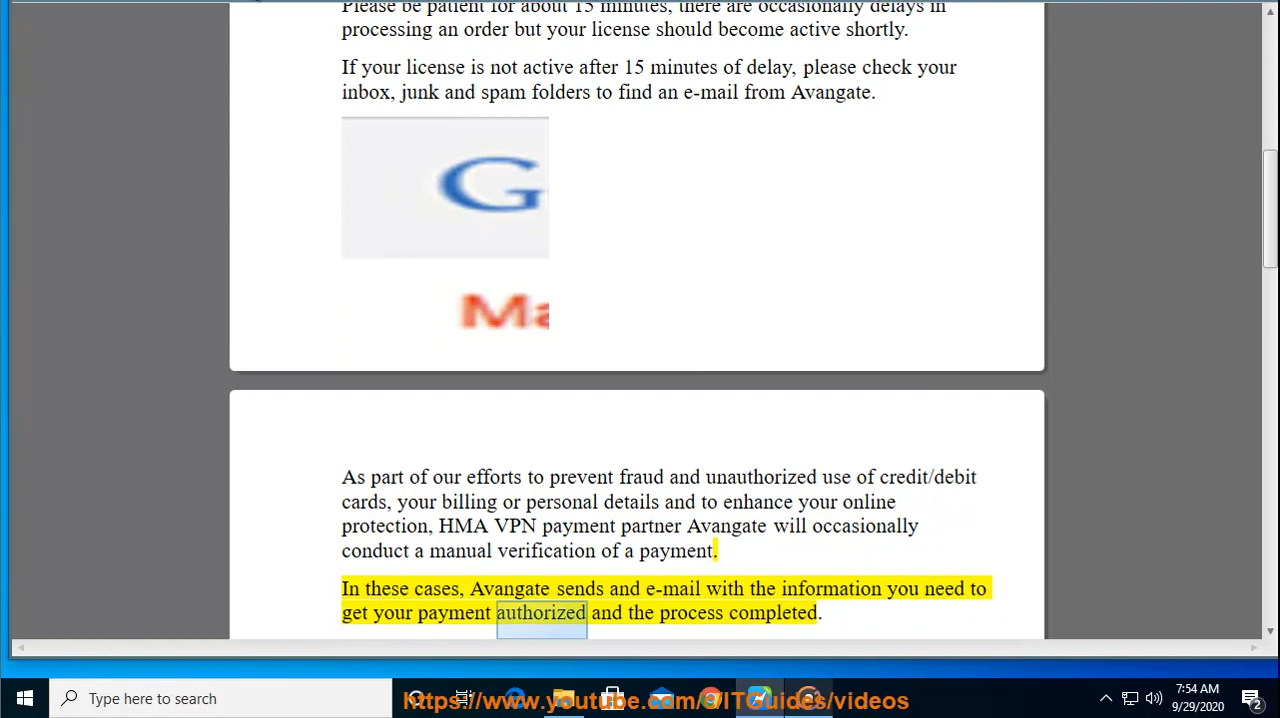 Please be patient for about 15 minutes, there are occasionally delays in
processing an order but your license should become active shortly.
If your license is not active after 15 minutes of delay, please check your
inbox, junk and spam folders to find an e-mail from Avangate.
G
Ma
As part of our efforts to prevent fraud and unauthorized use of credit/debit
cards, your billing or personal details and to enhance your online
protection, HMA VPN payment partner Avangate will occasionally
conduct a manual verification of a payment.
In these cases, Avangate sends and e-mail with the information you need to
get your payment authorized and the process completed.
Type here to search
https://www.youtube.com/c/ITGuides/videos
7:54 AM
9/29/2020
2